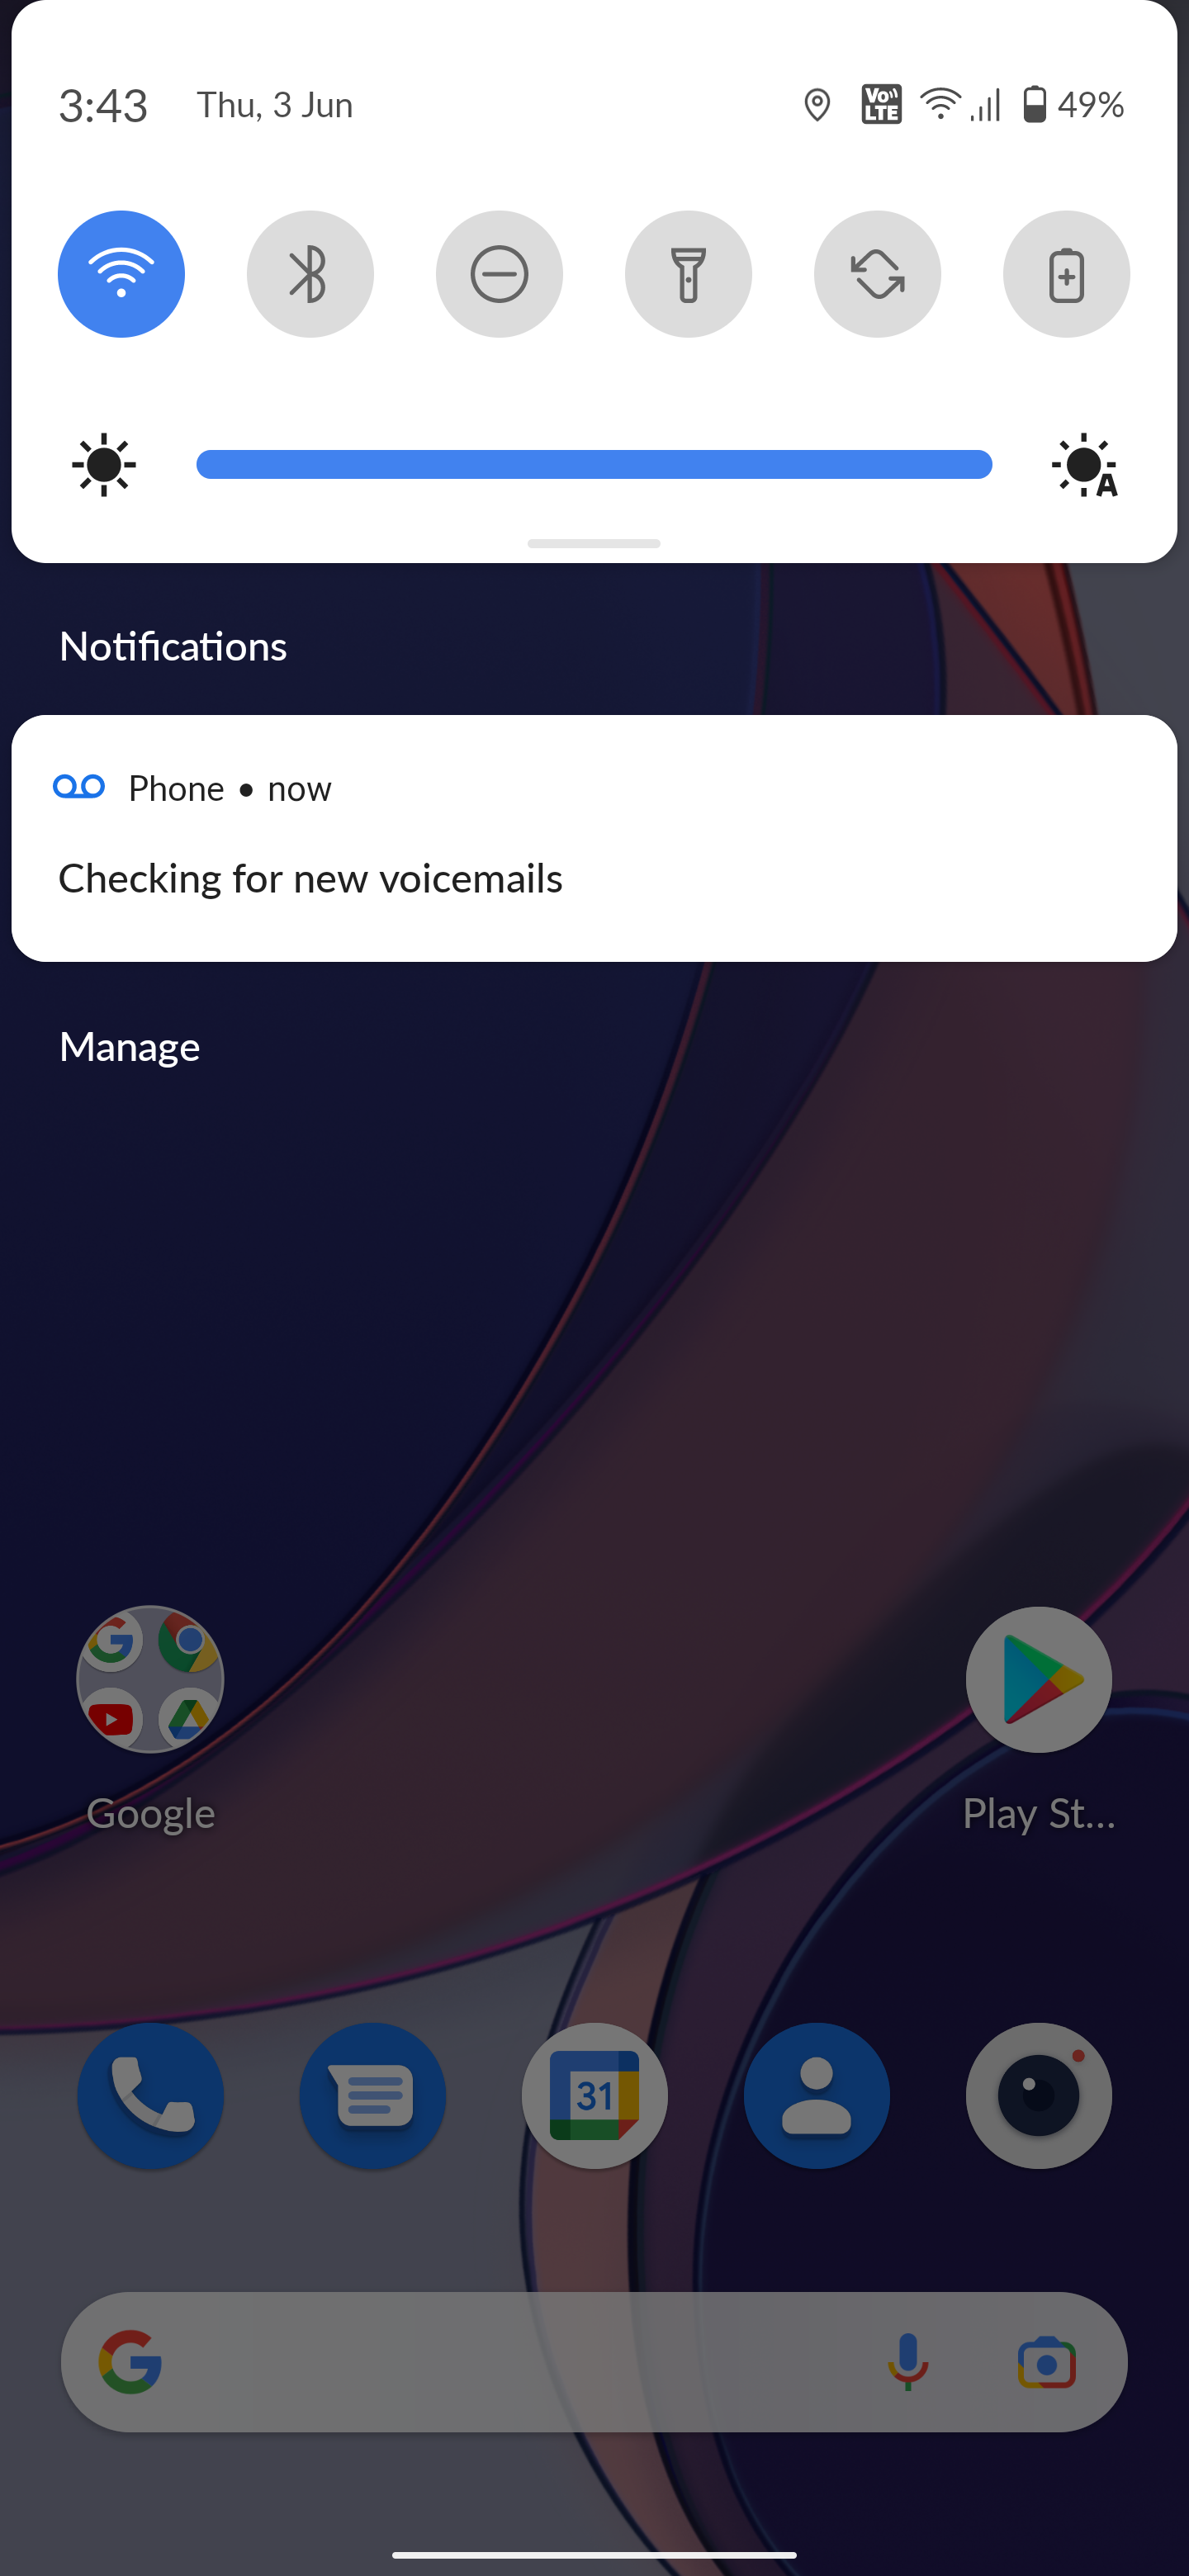 3:43 Thu, 3 Jun Vo LTE 49%
A
Notifications
Phone • now
Checking for new voicemails
Manage
Google Play St...
31